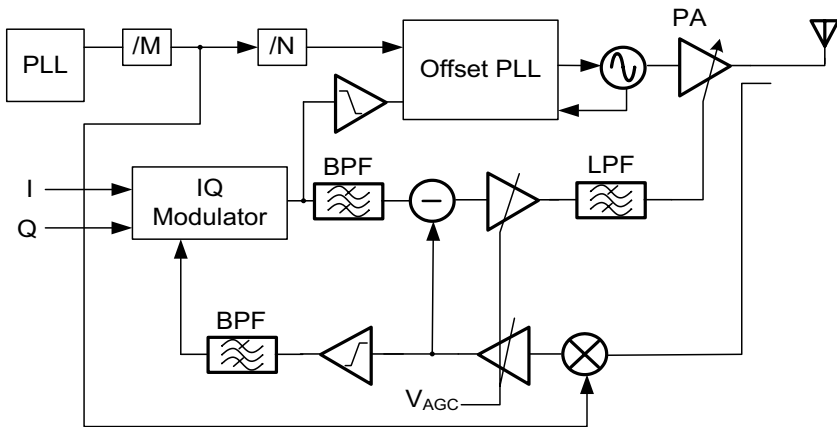 PA
PLL
/M
/N
Offset PLL
I
Q
IQ
Modulator
BPF
LPF
BPF
VAGC